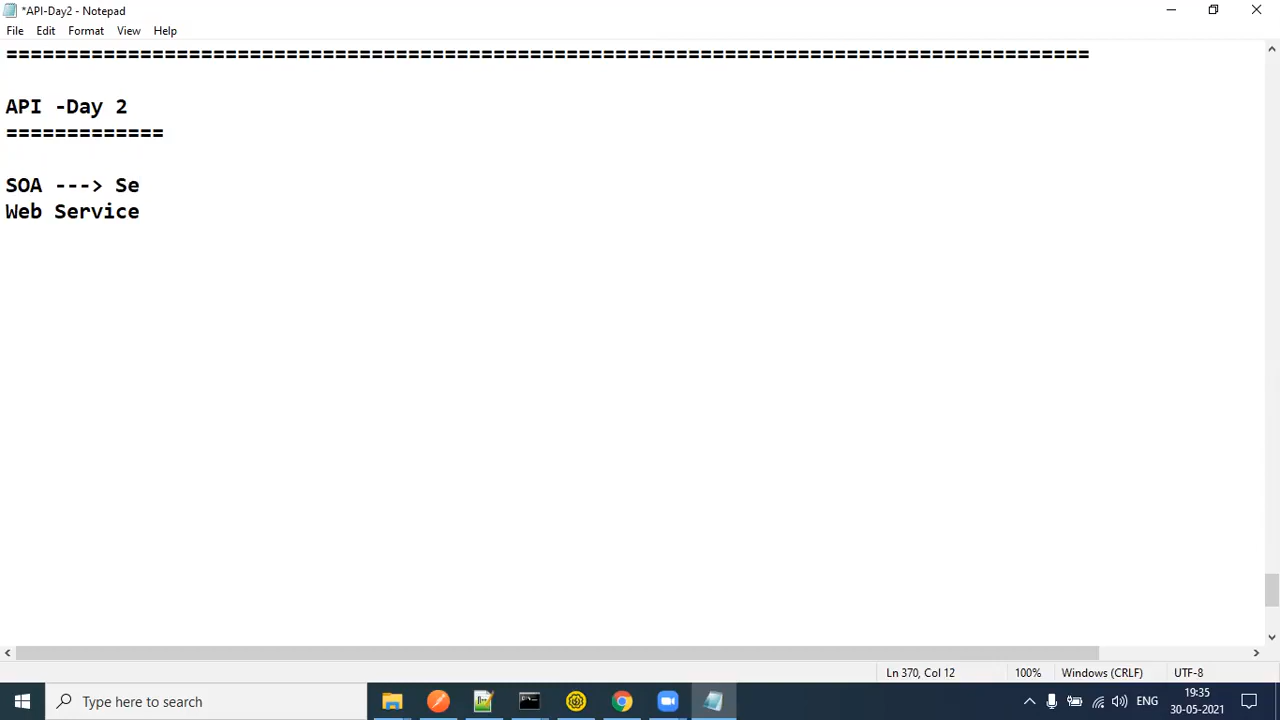 *API-Day2 - Notepad
File Edit Format View Help
=========================================================================================
API -Day 2
=============
SOA ---> Se
Web Service
Ln 370, Col 12 100% Windows (CRLF) UTF-8
Type here to search
ENG
19:35
30-05-2021